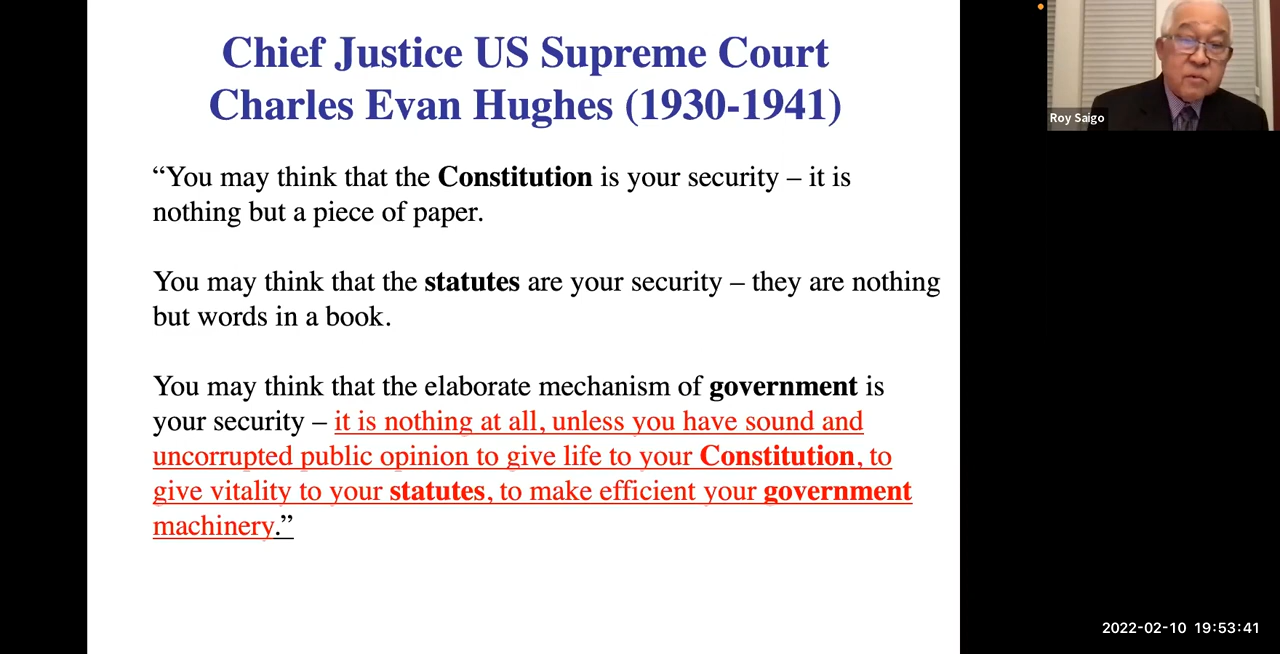 Chief Justice US Supreme Court
Charles Evan Hughes (1930-1941)
“You may think that the Constitution is your security – it is
nothing but a piece of paper.
You may think that the statutes are your security – they are nothing
but words in a book.
You may think that the elaborate mechanism of government is
your security – it is nothing at all, unless you have sound and
uncorrupted public opinion to give life to your Constitution, to
give vitality to your statutes, to make efficient your government
machinery.”
Roy Saigo
2022-02-10 19:53:41